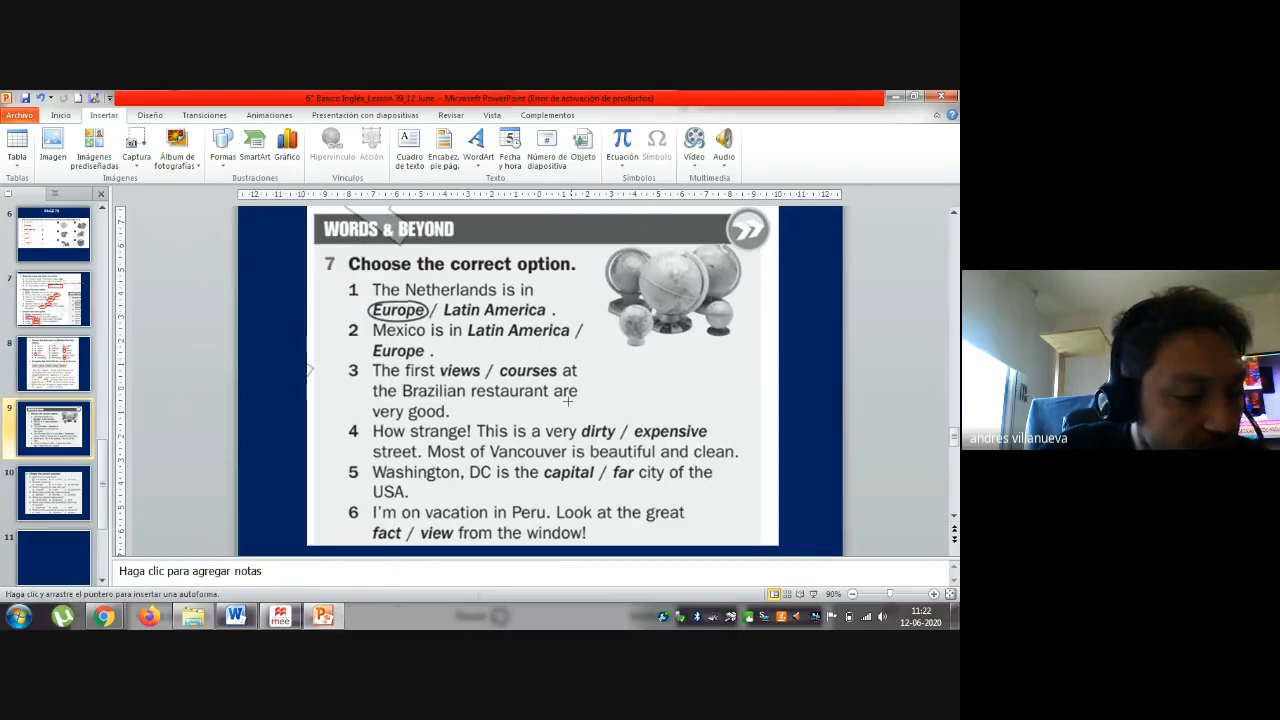 6° Básico Inglés_Lesson 39_12 June - Microsoft PowerPoint (Error de activación de productos)
Archivo Inicio Insertar Diseño Transiciones Animaciones Presentación con diapositivas Revisar Vista Complementos
Tabla Imagen Imágenes prediseñadas Captura Álbum de fotografías Formas SmartArt Gráfico Hipervínculo Acción Cuadro de texto Encabez. pie pág. WordArt Fecha y hora Número de diapositiva Objeto Ecuación Símbolo Vídeo Audio
Tablas Imágenes Ilustraciones Vínculos Texto Símbolos Multimedia
WORDS & BEYOND
7 Choose the correct option.
1 The Netherlands is in
Europe / Latin America .
2 Mexico is in Latin America /
Europe .
3 The first views / courses at
the Brazilian restaurant are
very good.
4 How strange! This is a very dirty / expensive
street. Most of Vancouver is beautiful and clean.
5 Washington, DC is the capital / far city of the
USA.
6 I'm on vacation in Peru. Look at the great
fact / view from the window!
6
7
8
9
10
11
Haga clic para agregar notas
Haga clic y arrastre el puntero para insertar una autoforma.
90%
11:22
12-06-2020
andres villanueva